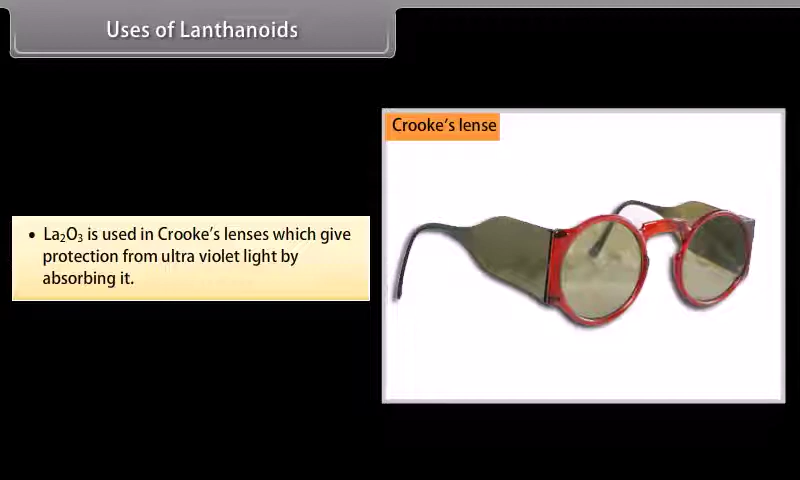 Uses of Lanthanoids
Crooke's lense
• La₂O₃ is used in Crooke's lenses which give
protection from ultra violet light by
absorbing it.